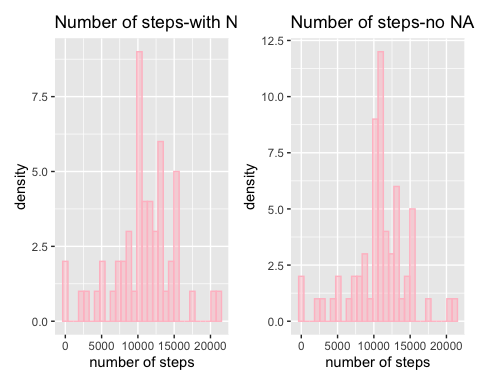 Number of steps-with N
Number of steps-no NA
density
7.5
5.0
2.5
0.0
0 5000 10000 15000 20000
number of steps
density
12.5
10.0
7.5
5.0
2.5
0.0
0 5000 10000 15000 20000
number of steps